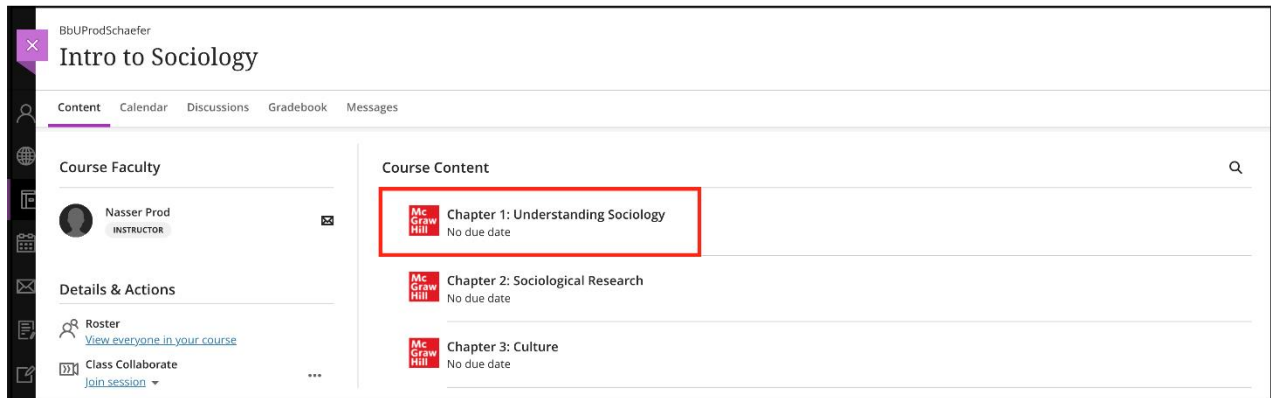 BbUProdSchaefer
Intro to Sociology
Content Calendar Discussions Gradebook Messages
Course Faculty
Nasser Prod
INSTRUCTOR
Details & Actions
Roster
View everyone in your course
Class Collaborate
Join session
Course Content
Mc
Graw
Hill
Chapter 1: Understanding Sociology
No due date
Mc
Graw
Hill
Chapter 2: Sociological Research
No due date
Mc
Graw
Hill
Chapter 3: Culture
No due date